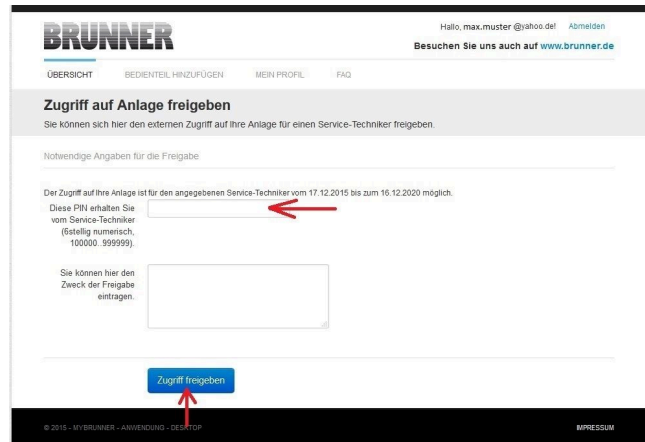 BRUNNER
Hallo, max.muster @yahoo.de! Abmelden
Besuchen Sie uns auch auf www.brunner.de
ÜBERSICHT BEDIENTEIL HINZUFÜGEN MEIN PROFIL FAQ
Zugriff auf Anlage freigeben
Sie können sich hier den externen Zugriff auf Ihre Anlage für einen Service-Techniker freigeben.
Notwendige Angaben für die Freigabe
Der Zugriff auf Ihre Anlage ist für den angegebenen Service-Techniker vom 17.12.2015 bis zum 16.12.2020 möglich.
Diese PIN erhalten Sie
vom Service-Techniker
(6stellig numerisch,
100000..999999).
Sie können hier den
Zweck der Freigabe
eintragen.
Zugriff freigeben
© 2015 - MYBRUNNER - ANWENDUNG - DESKTOP IMPRESSUM